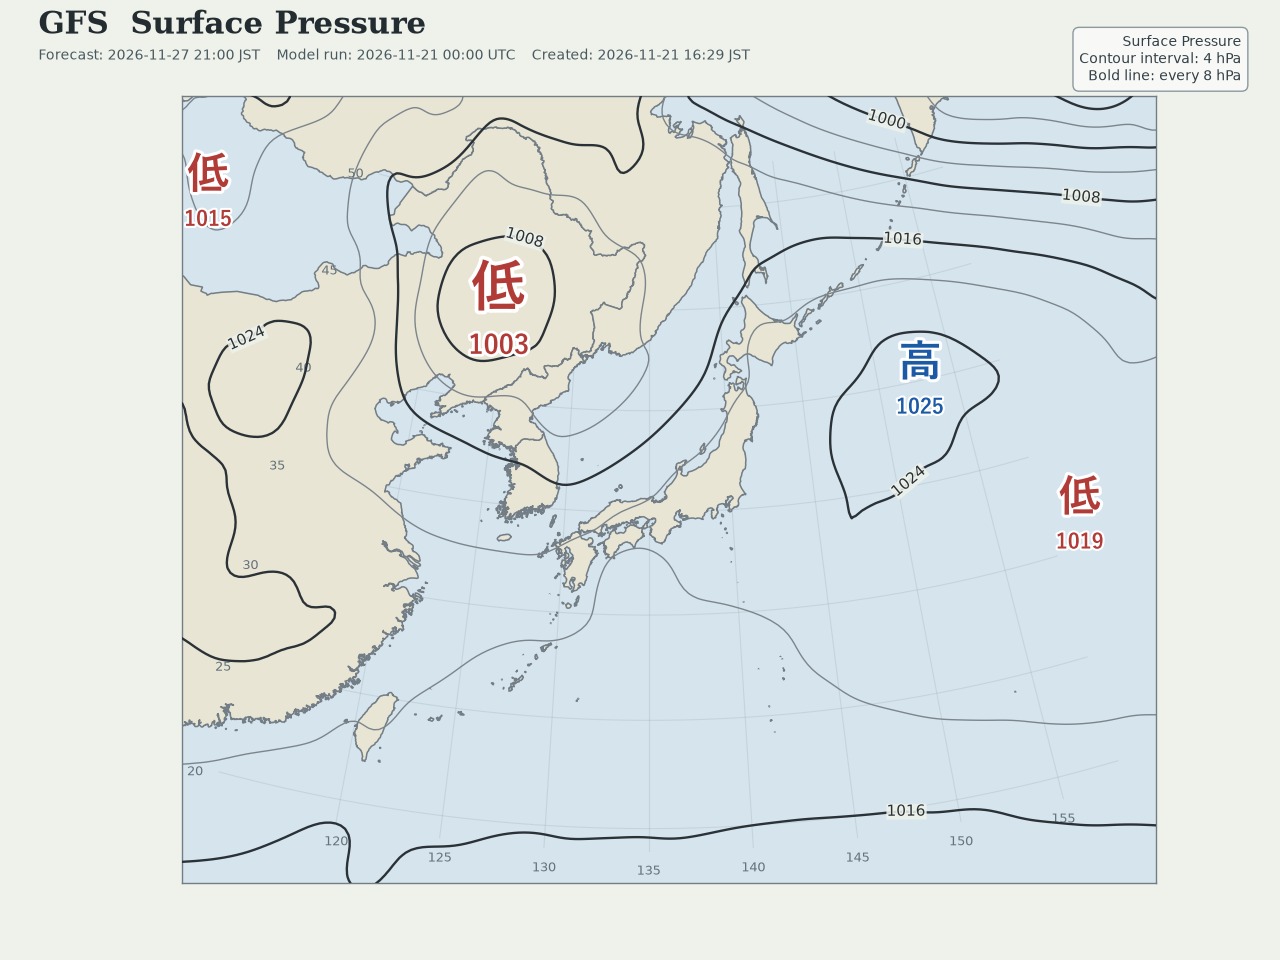 GFS Surface Pressure
Forecast: 2026-11-27 21:00 JST Model run: 2026-11-21 00:00 UTC Created: 2026-11-21 16:29 JST
Surface Pressure
Contour interval: 4 hPa
Bold line: every 8 hPa
1000
低
1015
50
1008
1016
1008
45
低
1003
1024
40
高
1025
35
1024
低
1019
30
25
20
1016
155
120
125
130
135
140
145
150